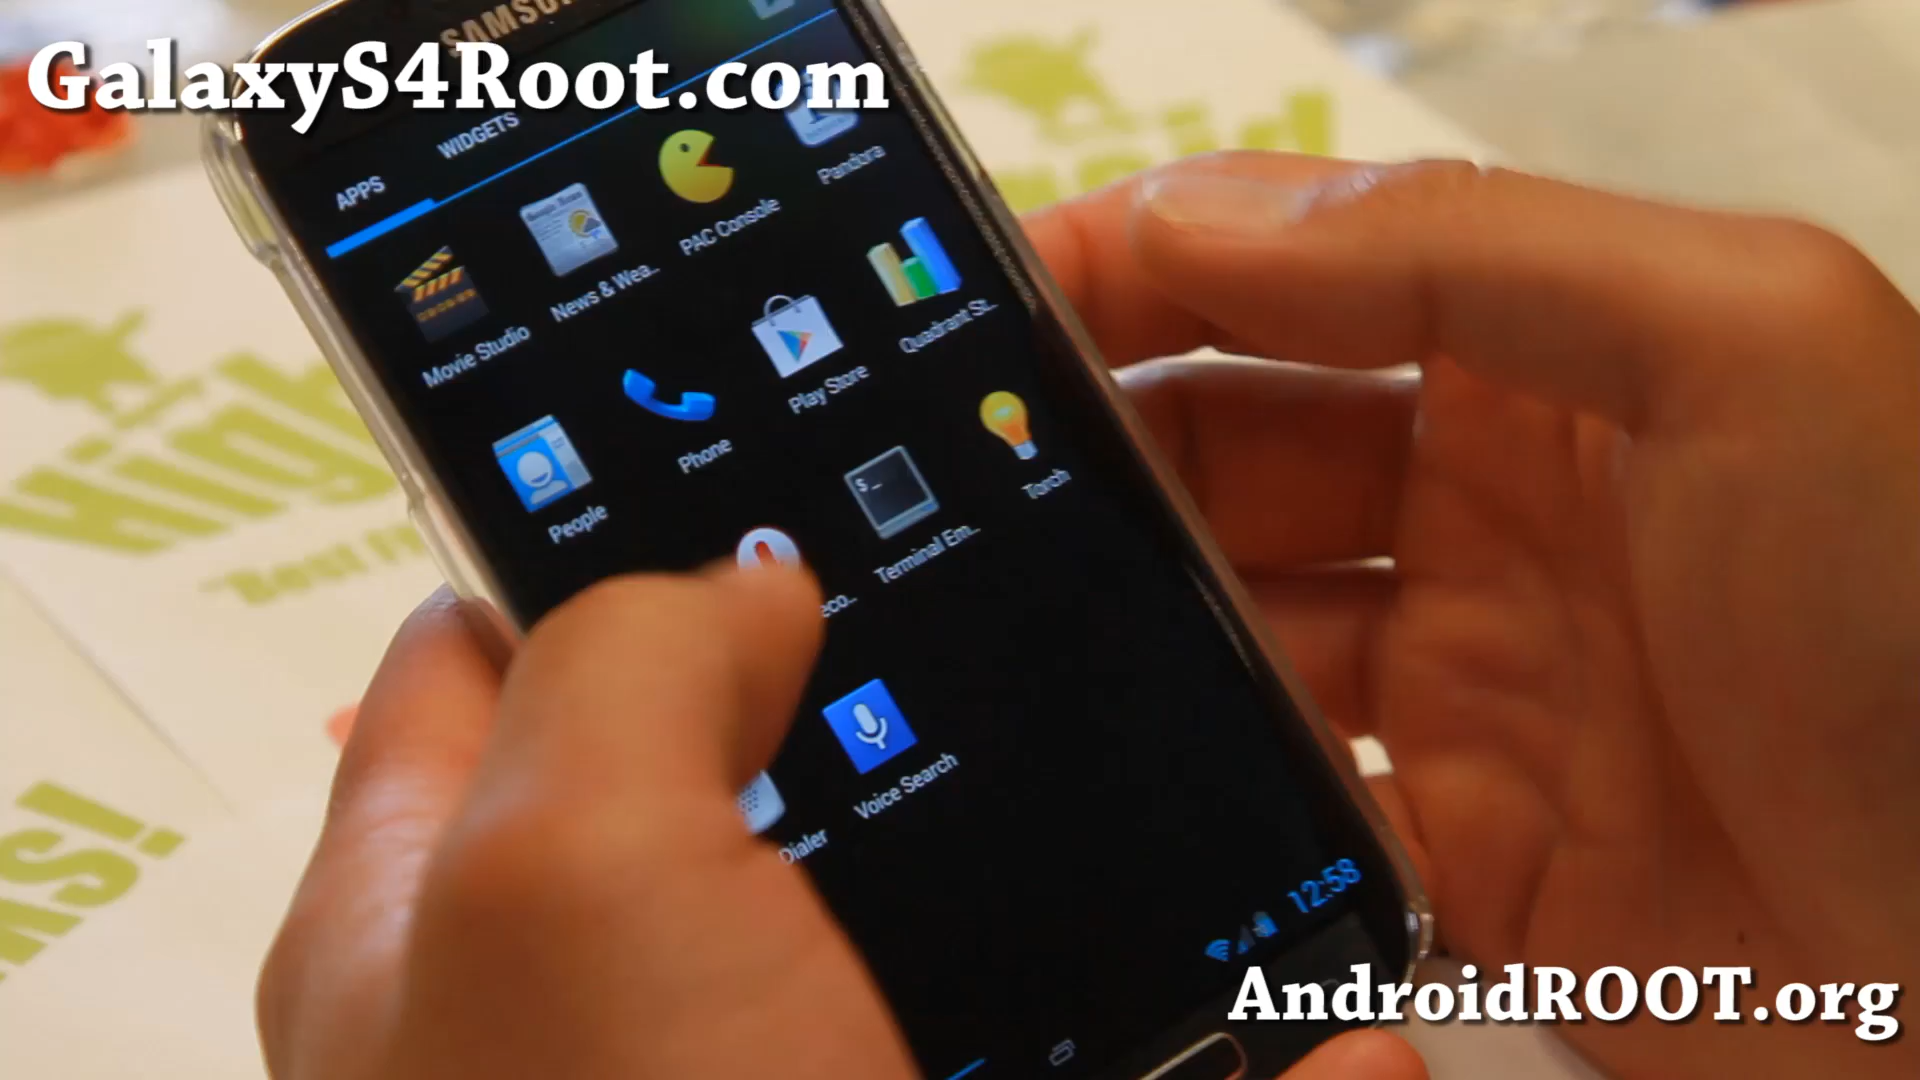 GalaxyS4Root.com
SAMSUNG
APPS
WIDGETS
Movie Studio
News & Wea..
PAC Console
Pandora
People
Phone
Play Store
Quadrant St..
eco..
Terminal Em..
Torch
Dialer
Voice Search
12:58
AndroidROOT.org